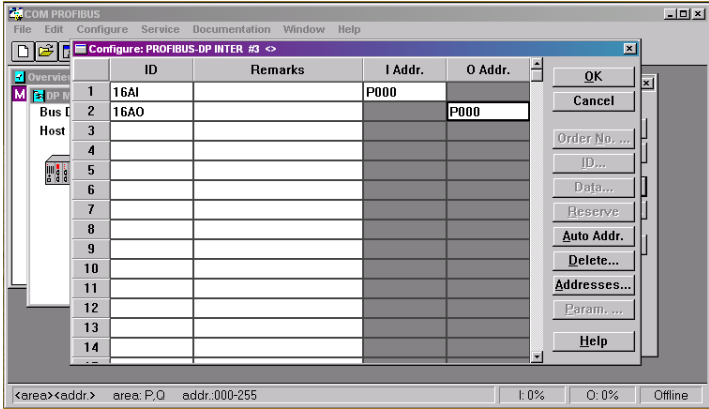 COM PROFIBUS
File Edit Configure Service Documentation Window Help
Configure: PROFIBUS-DP INTER #3 <>
Overvie
M DP M
Bus D
Host
ID Remarks I Addr. O Addr.
1 16AI P000
2 16AO P000
3
4
5
6
7
8
9
10
11
12
13
14
OK
Cancel
Order No. ...
ID...
Data...
Reserve
Auto Addr.
Delete...
Addresses...
Param. ...
Help
<area><addr.> area: P,Q addr.:000-255 I: 0% O: 0% Offline